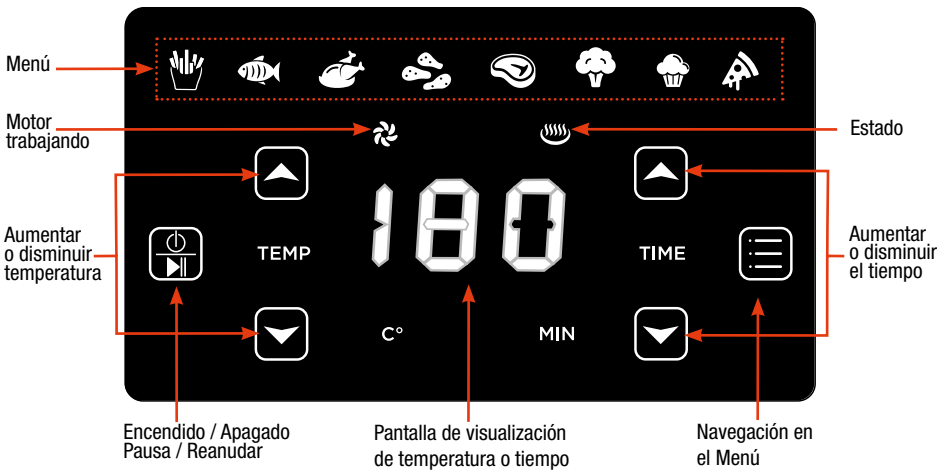 Menú
Motor
trabajando
Estado
180
Aumentar
o disminuir
temperatura
TEMP
TIME
Aumentar
o disminuir
el tiempo
C°
MIN
Encendido / Apagado
Pausa / Reanudar
Pantalla de visualización
de temperatura o tiempo
Navegación en
el Menú